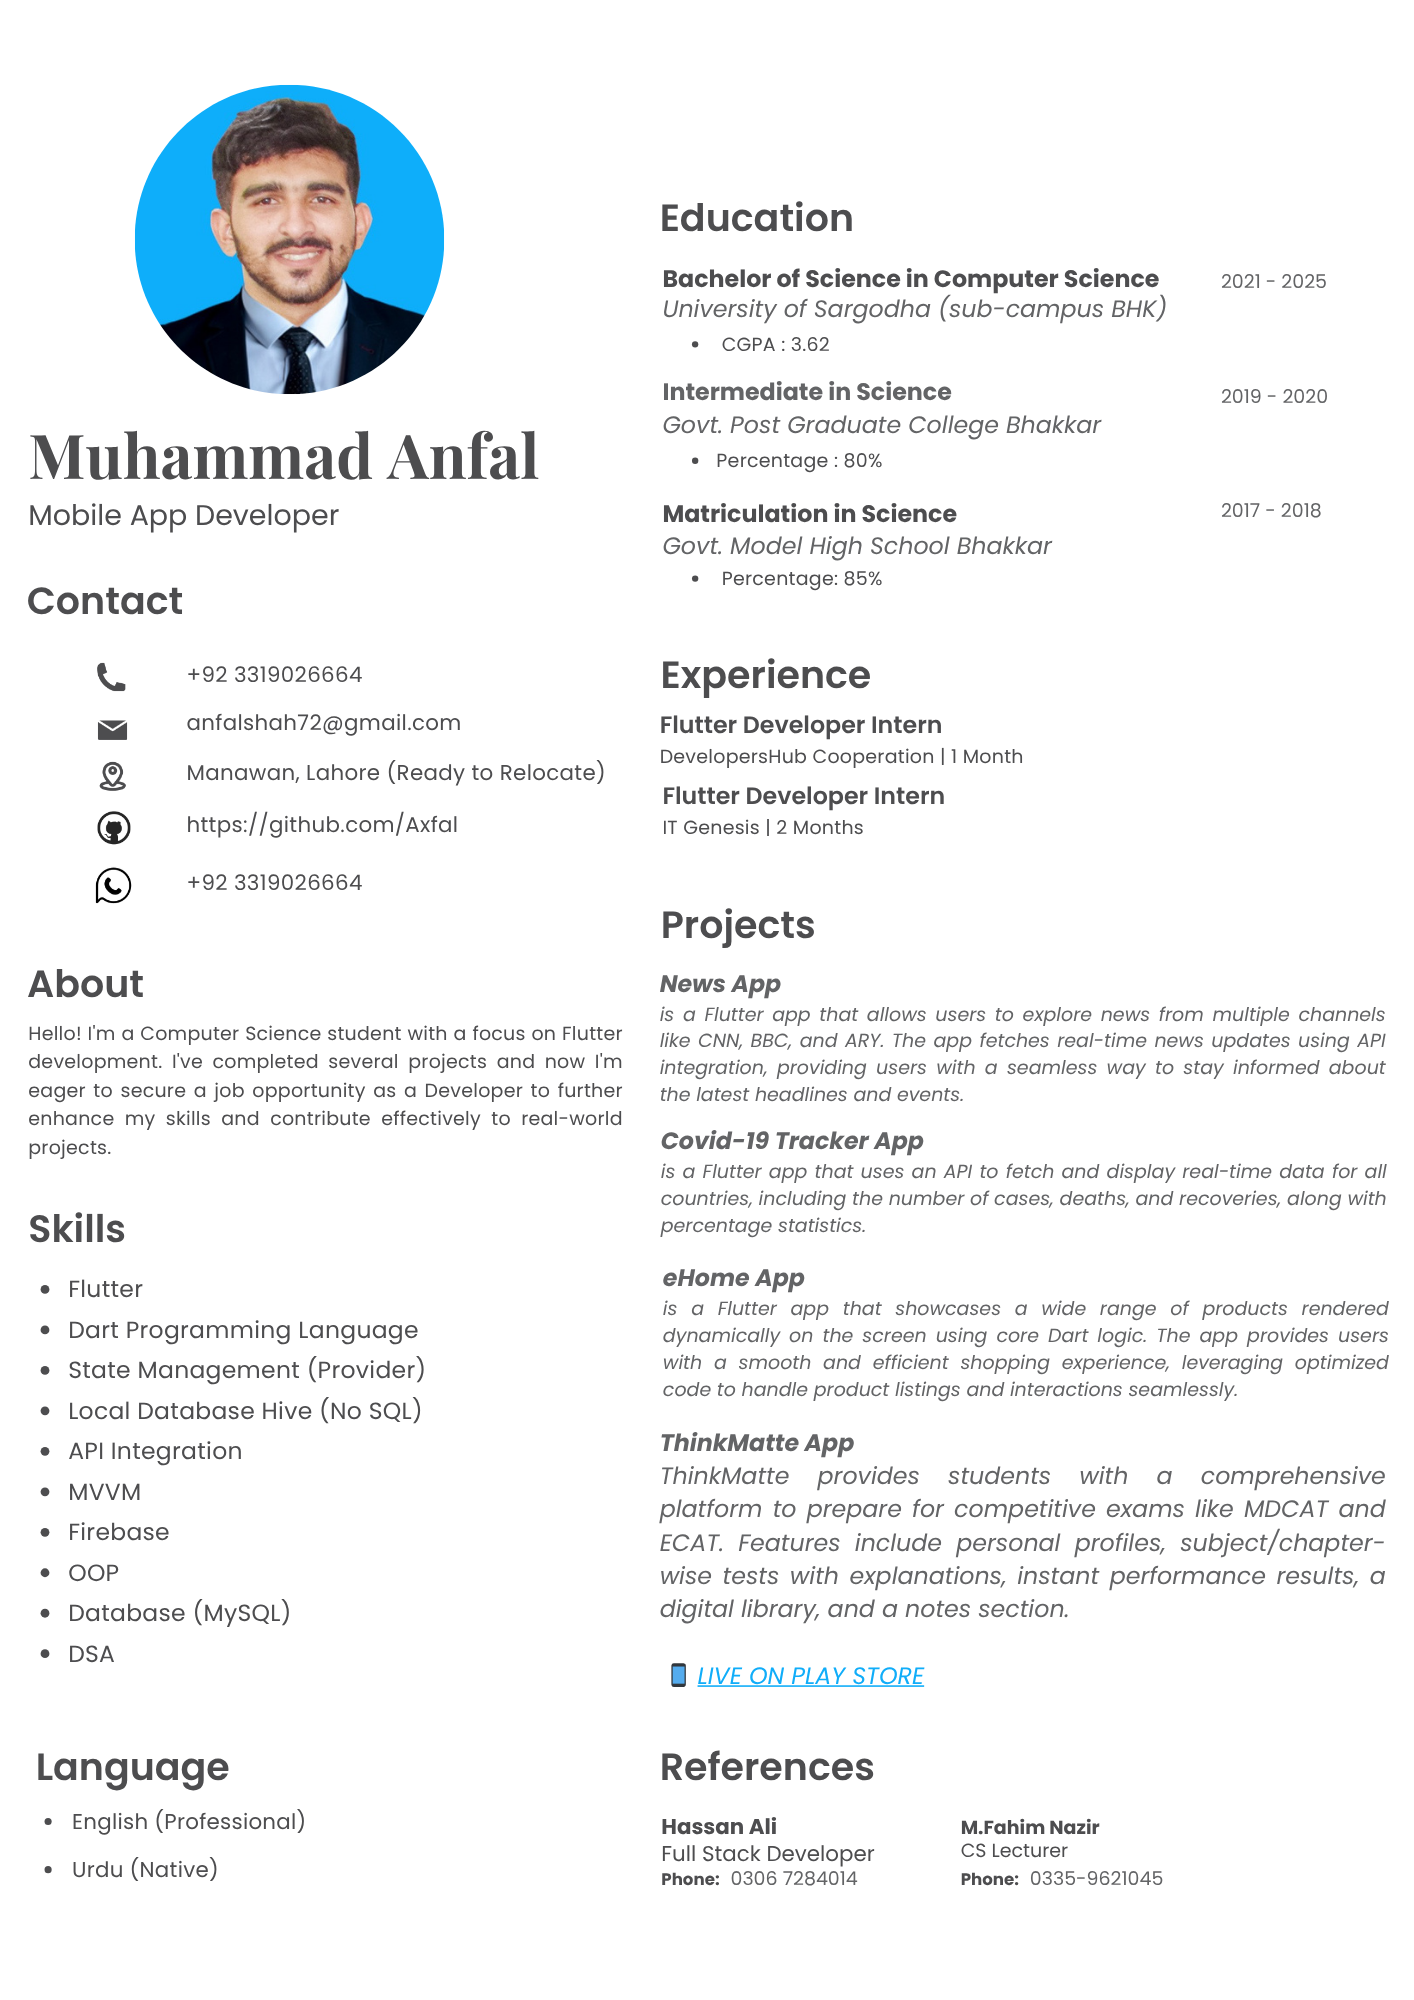 Muhammad Anfal
Mobile App Developer
Contact
+92 3319026664
anfalshah72@gmail.com
Manawan, Lahore (Ready to Relocate)
https://github.com/Axfal
+92 3319026664
About
Hello! I'm a Computer Science student with a focus on Flutter
development. I've completed several projects and now I'm
eager to secure a job opportunity as a Developer to further
enhance my skills and contribute effectively to real-world
projects.
Skills
• Flutter
• Dart Programming Language
• State Management (Provider)
• Local Database Hive (No SQL)
• API Integration
• MVVM
• Firebase
• OOP
• Database (MySQL)
• DSA
Language
• English (Professional)
• Urdu (Native)
Education
Bachelor of Science in Computer Science 2021 - 2025
University of Sargodha (sub-campus BHK)
• CGPA : 3.62
Intermediate in Science 2019 - 2020
Govt. Post Graduate College Bhakkar
• Percentage : 80%
Matriculation in Science 2017 - 2018
Govt. Model High School Bhakkar
• Percentage: 85%
Experience
Flutter Developer Intern
DevelopersHub Cooperation | 1 Month
Flutter Developer Intern
IT Genesis | 2 Months
Projects
News App
is a Flutter app that allows users to explore news from multiple channels
like CNN, BBC, and ARY. The app fetches real-time news updates using API
integration, providing users with a seamless way to stay informed about
the latest headlines and events.
Covid-19 Tracker App
is a Flutter app that uses an API to fetch and display real-time data for all
countries, including the number of cases, deaths, and recoveries, along with
percentage statistics.
eHome App
is a Flutter app that showcases a wide range of products rendered
dynamically on the screen using core Dart logic. The app provides users
with a smooth and efficient shopping experience, leveraging optimized
code to handle product listings and interactions seamlessly.
ThinkMatte App
ThinkMatte provides students with a comprehensive
platform to prepare for competitive exams like MDCAT and
ECAT. Features include personal profiles, subject/chapter-
wise tests with explanations, instant performance results, a
digital library, and a notes section.
LIVE ON PLAY STORE
References
Hassan Ali
Full Stack Developer
Phone: 0306 7284014
M.Fahim Nazir
CS Lecturer
Phone: 0335-9621045